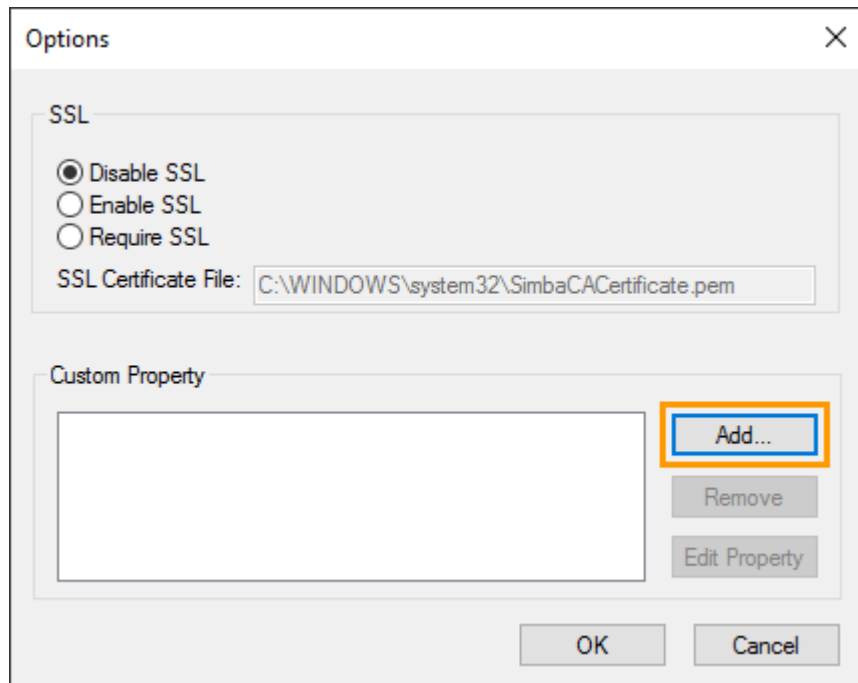 Options
SSL
Disable SSL
Enable SSL
Require SSL
SSL Certificate File: C:\WINDOWS\system32\SimbaCACertificate.pem
Custom Property
Add...
Remove
Edit Property
OK Cancel